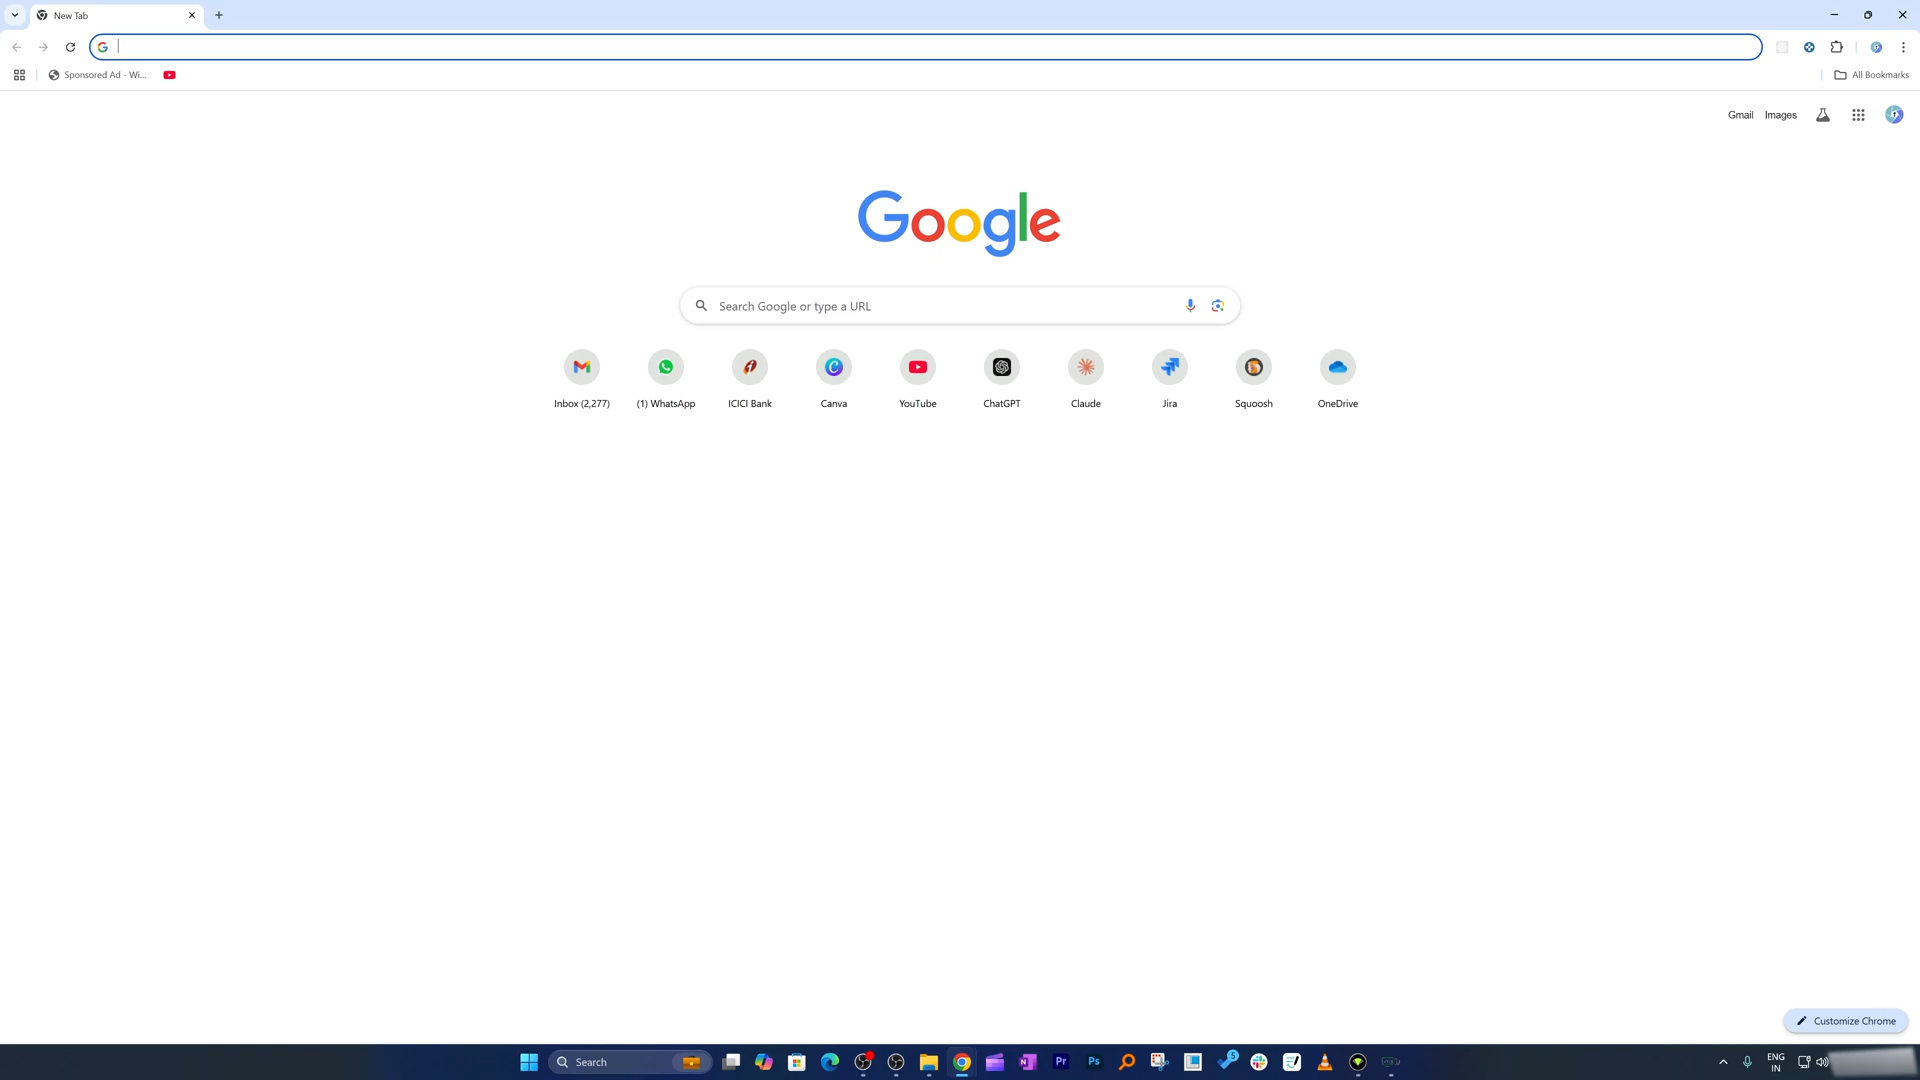 New Tab
Sponsored Ad - Wi...
All Bookmarks
Gmail Images
Google
Search Google or type a URL
Inbox (2,277) (1) WhatsApp ICICI Bank Canva YouTube ChatGPT Claude Jira Squoosh OneDrive
Customize Chrome
Search
Pr Ps
5
ENG
IN